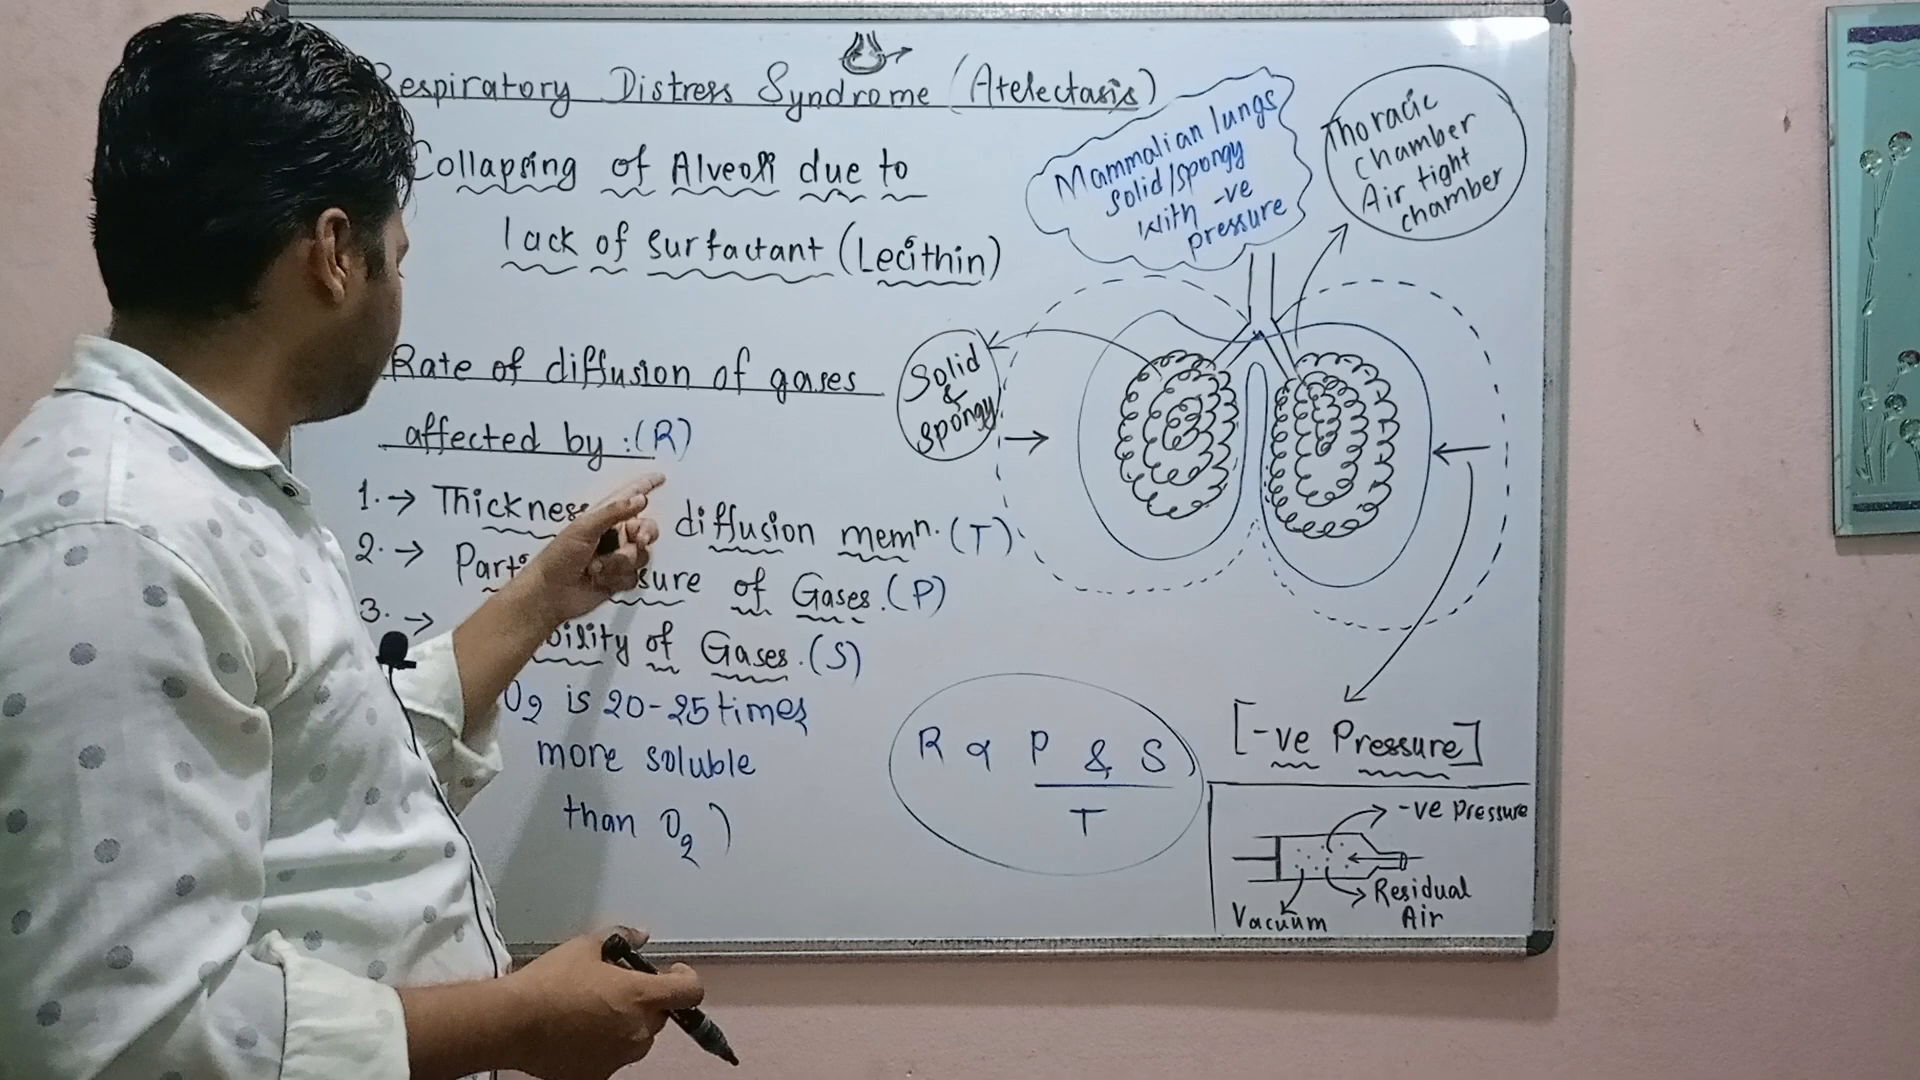 Respiratory Distress Syndrome (Atelectasis)
Collapsing of Alveoli due to
lack of surfactant (Lecithin)
Rate of diffusion of gases
affected by :(R)
1.→ Thickness diffusion memn. (T)
2.→ of Gases. (P)
3.→ of Gases. (S)
O2 is 20-25 times
more soluble
than O2)
Mammalian lungs
solid/spongy
with -ve
pressure
Thoracic
chamber
Air tight
chamber
Solid
&
spongy
[-ve Pressure]
R α P & S
T
-ve Pressure
Residual
Air
Vacuum